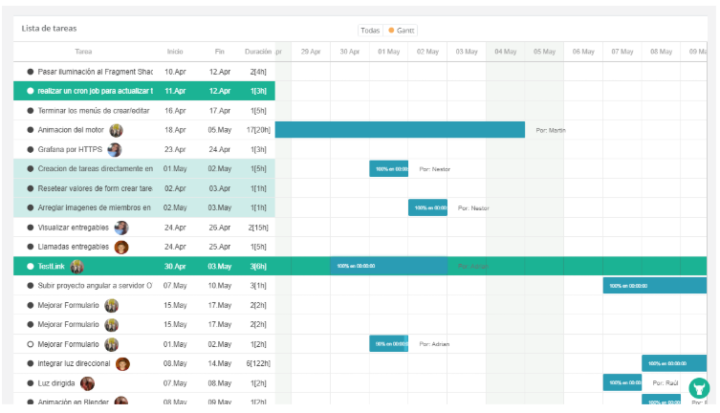 Lista de tareas
Todas Gantt
Tarea Inicio Fin Duración pr 29 Apr 30 Apr 01 May 02 May 03 May 04 May 05 May 06 May 07 May 08 May 09 Ma
Pasar iluminación al Fragment Shad 10.Apr 12.Apr 2[4h]
realizar un cron job para actualizar t 11.Apr 12.Apr 1[3h]
Terminar los menús de crear/editar 16.Apr 17.Apr 1[5h]
Animacion del motor 18.Apr 05.May 17[20h] Por: Martin
Grafana por HTTPS 23.Apr 24.Apr 1[3h]
Creacion de tareas directamente en 01.May 02.May 1[5h] 100% en 00:00 Por: Nestor
Resetear valores de form crear tare 02.Apr 03.Apr 1[1h]
Arreglar imagenes de miembros en 02.May 03.May 1[1h] 100% en 00:00 Por: Nestor
Visualizar entregables 24.Apr 26.Apr 2[15h]
Llamadas entregables 24.Apr 25.Apr 1[5h]
TestLink 30.Apr 03.May 3[6h] 100% en 00:00:00
Subir proyecto angular a servidor O 07.May 10.May 3[1h] 100% en 00:00:00
Mejorar Formulario 15.May 17.May 2[2h]
Mejorar Formulario 15.May 17.May 2[2h]
Mejorar Formulario 01.May 02.May 1[2h] Por: Adrian
Integrar luz direccional 08.May 14.May 6[122h] 100% en 00:00:00
Luz dirigida 07.May 08.May 1[2h] 100% en 00:00 Por: Raúl
Animación en Blender 08.May 09.May 1[2h] 100% en 00:00